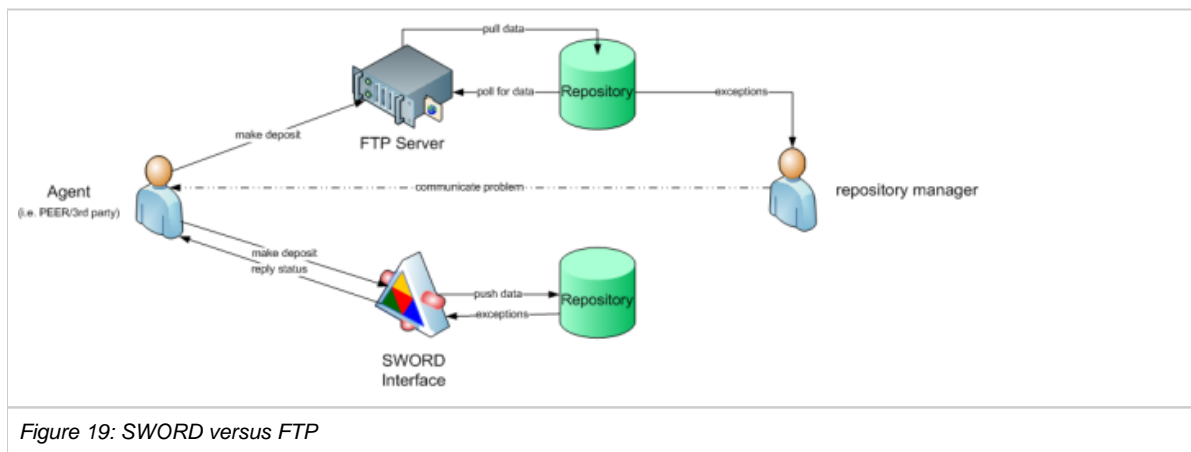 pull data
poll for data
Repository
exceptions
make deposit
FTP Server
Agent
(i.e. PEER/3rd party)
communicate problem
repository manager
make deposit
reply status
push data
exceptions
Repository
SWORD
Interface
Figure 19: SWORD versus FTP